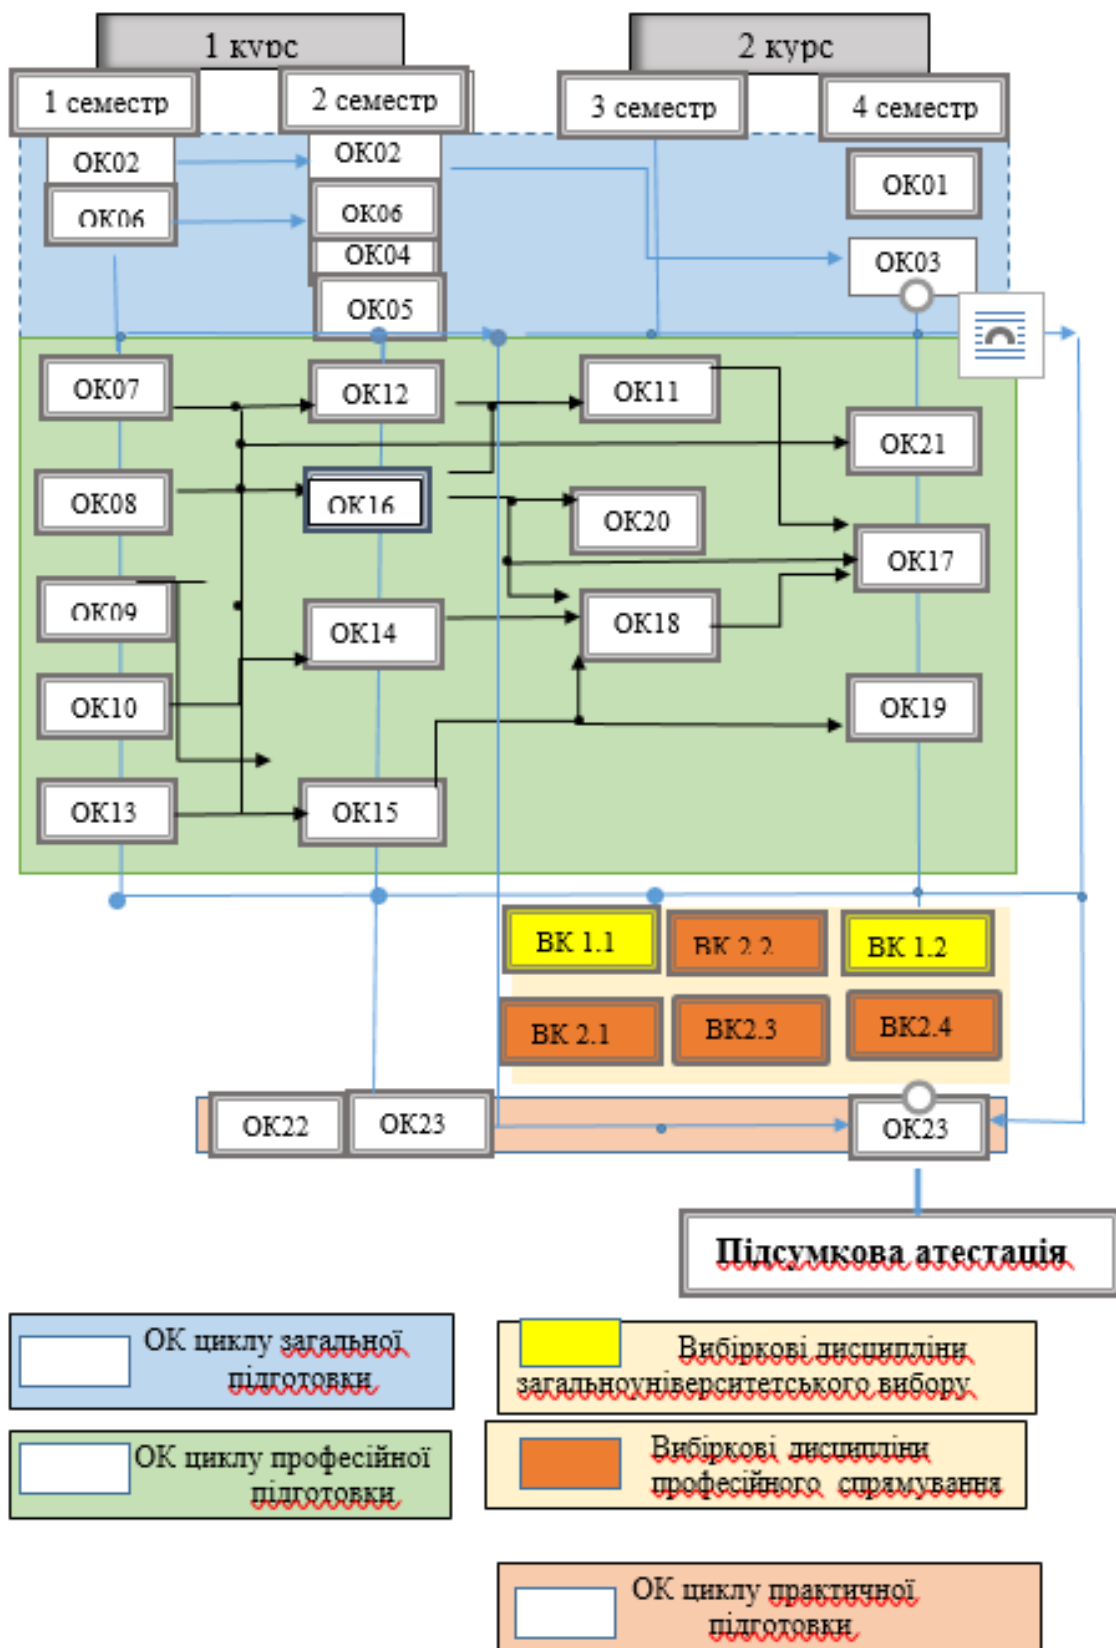 1 курс
2 курс
1 семестр
2 семестр
3 семестр
4 семестр
ОК02
ОК02
ОК01
ОК06
ОК06
ОК04
ОК03
ОК05
ОК07
ОК12
ОК11
ОК21
ОК08
ОК16
ОК20
ОК17
ОК09
ОК14
ОК18
ОК10
ОК19
ОК13
ОК15
ВК 1.1
ВК 2.2
ВК 1.2
ВК 2.1
ВК2.3
ВК2.4
ОК22
ОК23
ОК23
Підсумкова атестація
ОК циклу загальної
підготовки
Вибіркові дисципліни
загальноуніверситетського вибору
ОК циклу професійної
підготовки
Вибіркові дисципліни
професійного спрямування
ОК циклу практичної
підготовки